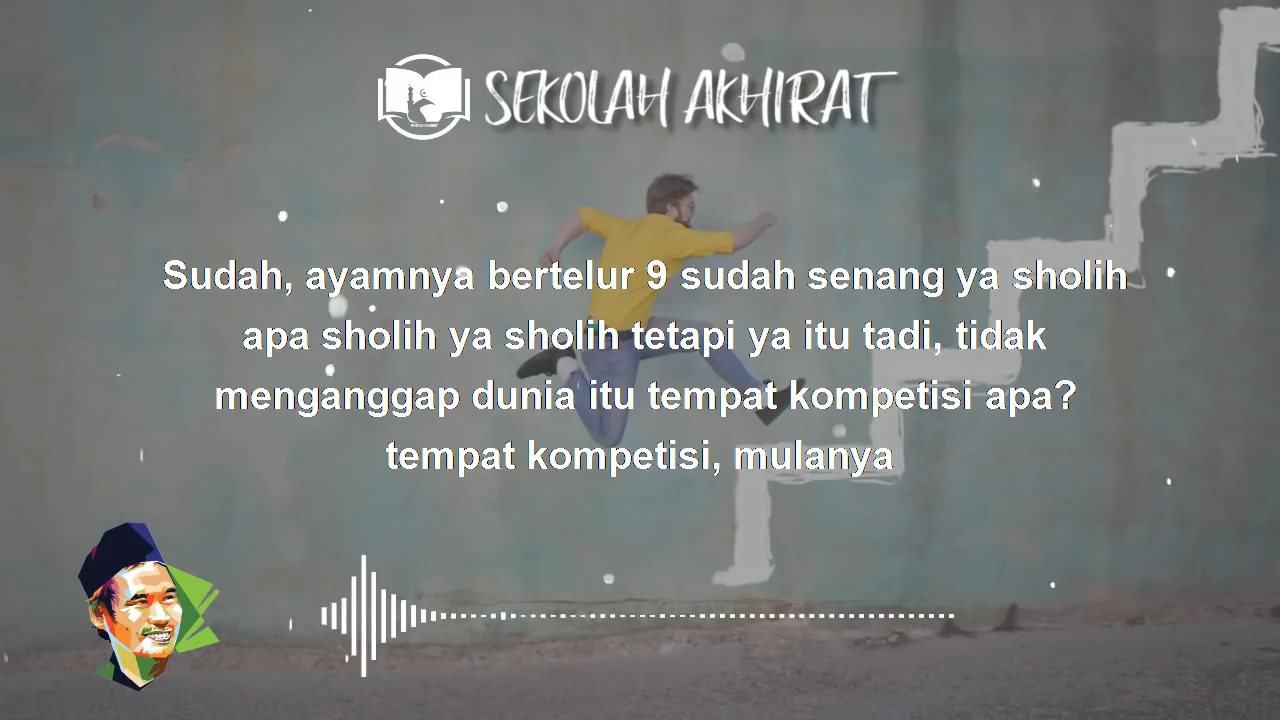 SEKOLAH AKHIRAT
Sudah, ayamnya bertelur 9 sudah senang ya sholih
apa sholih ya sholih tetapi ya itu tadi, tidak
menganggap dunia itu tempat kompetisi apa?
tempat kompetisi, mulanya